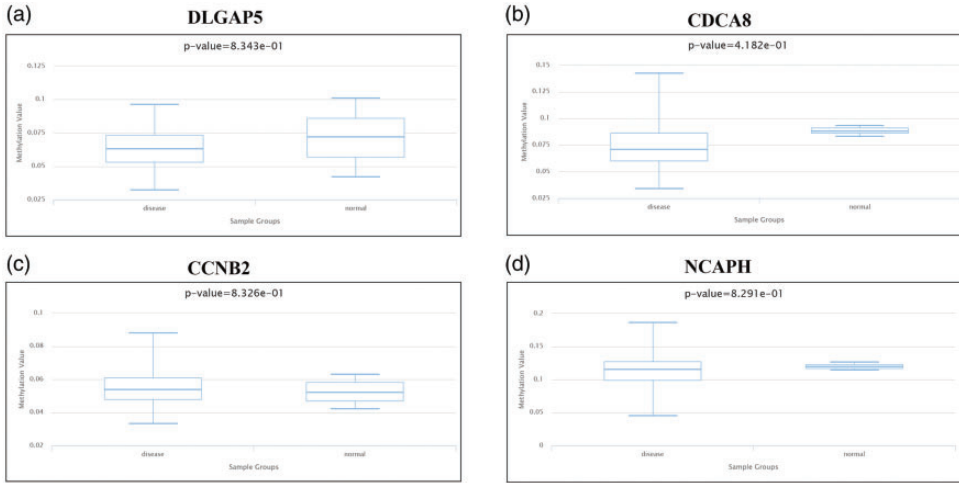 (a)
DLGAP5
p-value=8.343e-01
0.125
0.1
0.075
0.05
0.025
Methylation Value
disease
normal
Sample Groups
(b)
CDCA8
p-value=4.182e-01
0.15
0.125
0.1
0.075
0.05
0.025
Methylation Value
disease
normal
Sample Groups
(c)
CCNB2
p-value=8.326e-01
0.1
0.08
0.06
0.04
0.02
Methylation Value
disease
normal
Sample Groups
(d)
NCAPH
p-value=8.291e-01
0.2
0.15
0.1
0.05
0
Methylation Value
disease
normal
Sample Groups